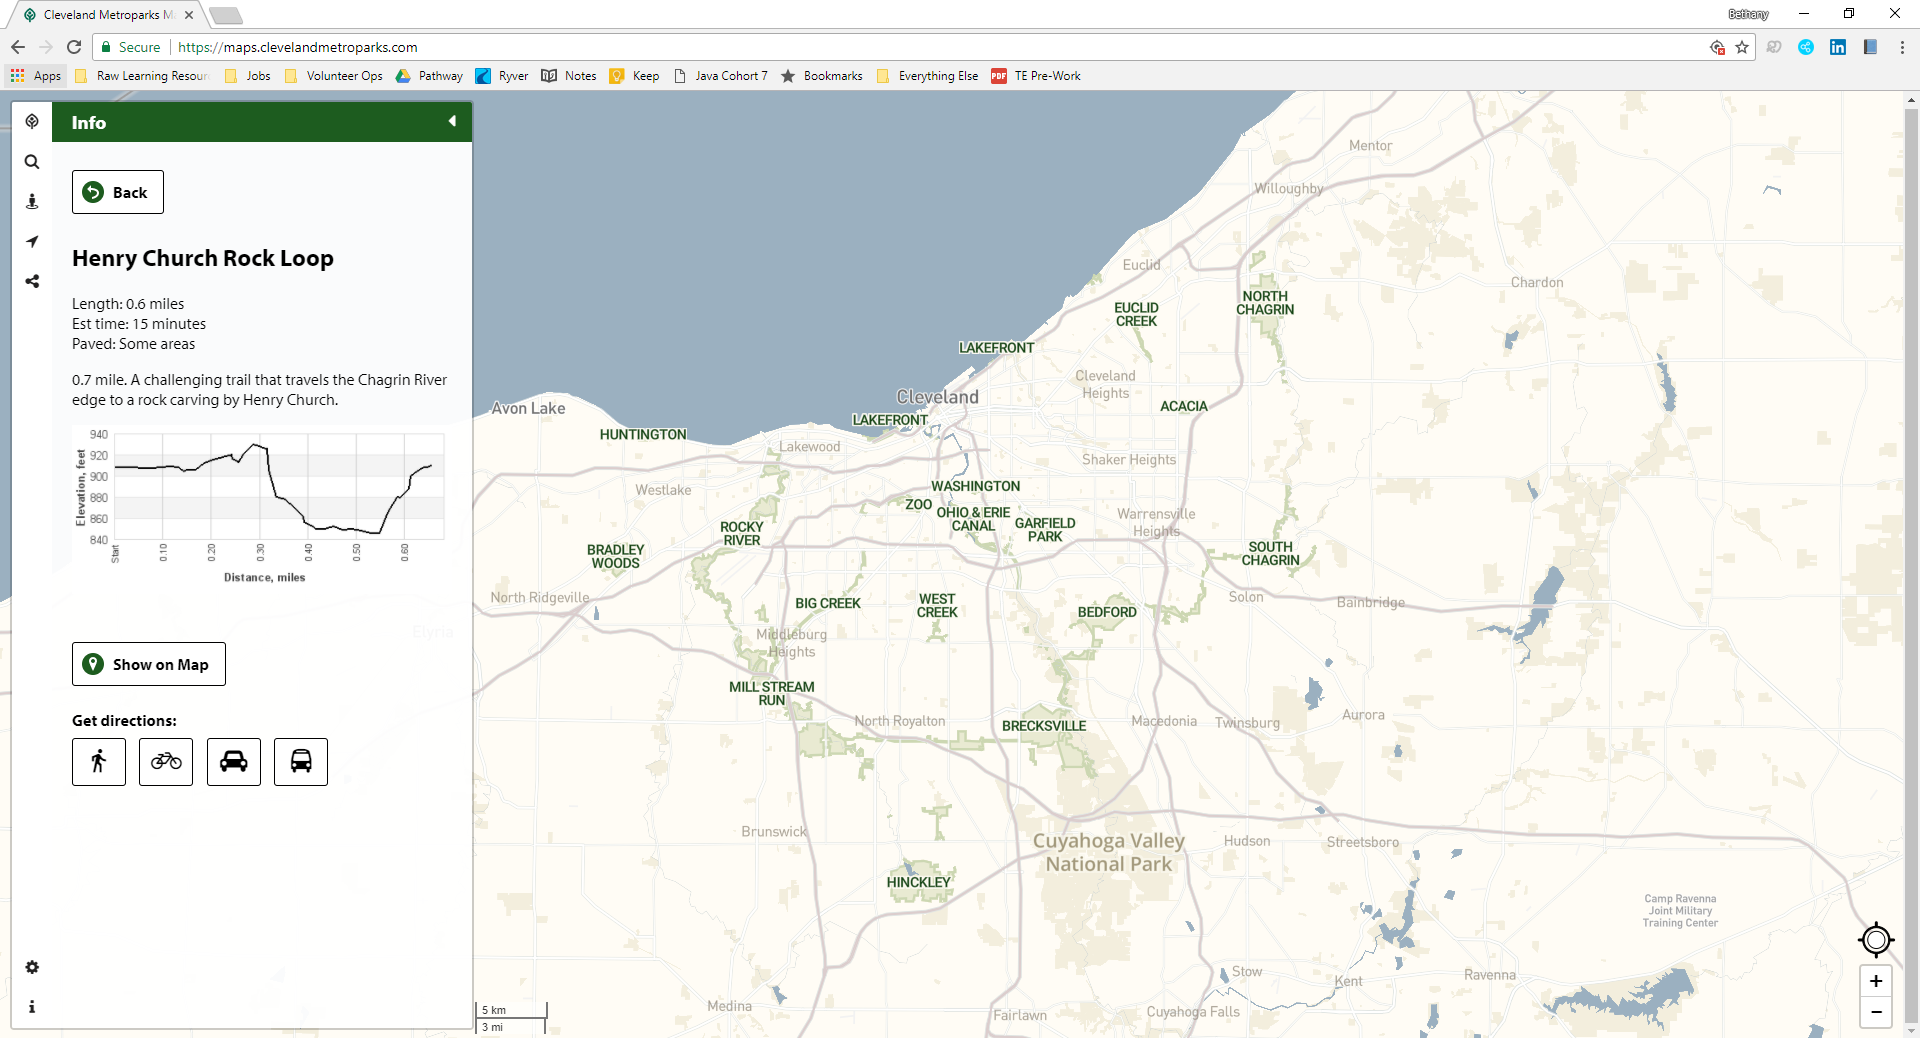 Cleveland Metroparks M
Bethany
Secure
https://maps.clevelandmetroparks.com
Apps
Raw Learning Resour
Jobs
Volunteer Ops
Pathway
Ryver
Notes
Keep
Java Cohort 7
Bookmarks
Everything Else
PDF
TE Pre-Work
Info
Back
Henry Church Rock Loop
Length: 0.6 miles
Est time: 15 minutes
Paved: Some areas
0.7 mile. A challenging trail that travels the Chagrin River
edge to a rock carving by Henry Church.
Elevation, feet
940
920
900
880
860
840
Start
0.10
0.20
0.30
0.40
0.50
0.60
Distance, miles
Elyria
Show on Map
Get directions:
Mentor
Willoughby
Euclid
Chardon
NORTH
CHAGRIN
EUCLID
CREEK
LAKEFRONT
Cleveland
Heights
Cleveland
Avon Lake
ACACIA
LAKEFRONT
HUNTINGTON
Lakewood
Shaker Heights
Westlake
WASHINGTON
ZOO
OHIO & ERIE
CANAL
GARFIELD
PARK
Warrensville
Heights
ROCKY
RIVER
BRADLEY
WOODS
SOUTH
CHAGRIN
North Ridgeville
BIG CREEK
WEST
CREEK
BEDFORD
Solon
Bainbridge
Middleburg
Heights
MILL STREAM
RUN
North Royalton
BRECKSVILLE
Macedonia
Twinsburg
Aurora
Brunswick
Cuyahoga Valley
National Park
Hudson
Streetsboro
HINCKLEY
Camp Ravenna
Joint Military
Training Center
Stow
Kent
Ravenna
Medina
Fairlawn
Cuyahoga Falls
5 km
3 mi